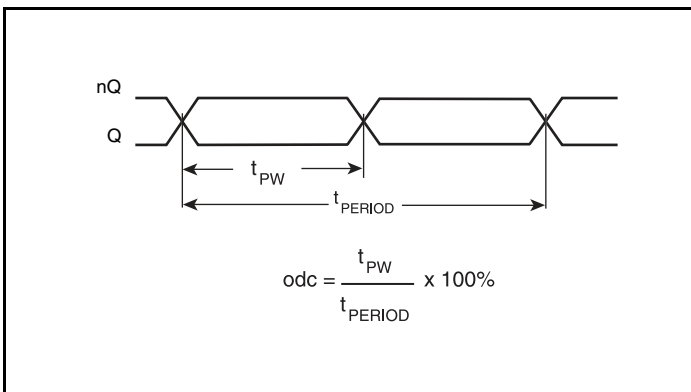 nQ
Q
tPW
tPERIOD
odc = tPW / tPERIOD x 100%